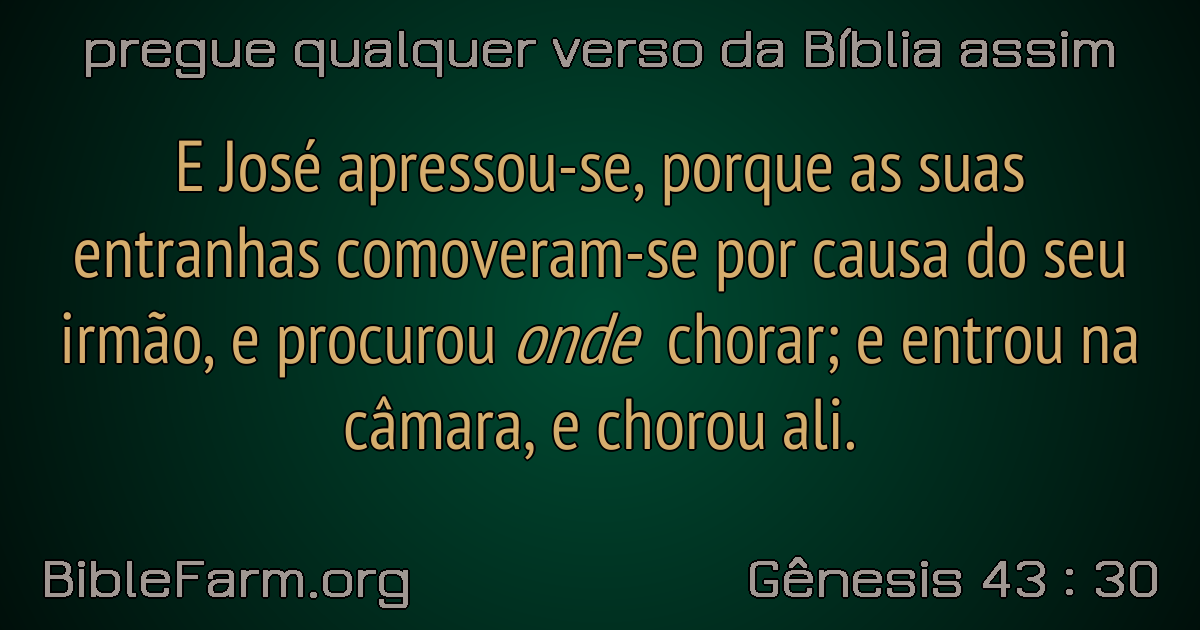 pregue qualquer verso da Bíblia assim
E José apressou-se, porque as suas
entranhas comoveram-se por causa do seu
irmão, e procurou onde chorar; e entrou na
câmara, e chorou ali.
BibleFarm.org
Gênesis 43 : 30